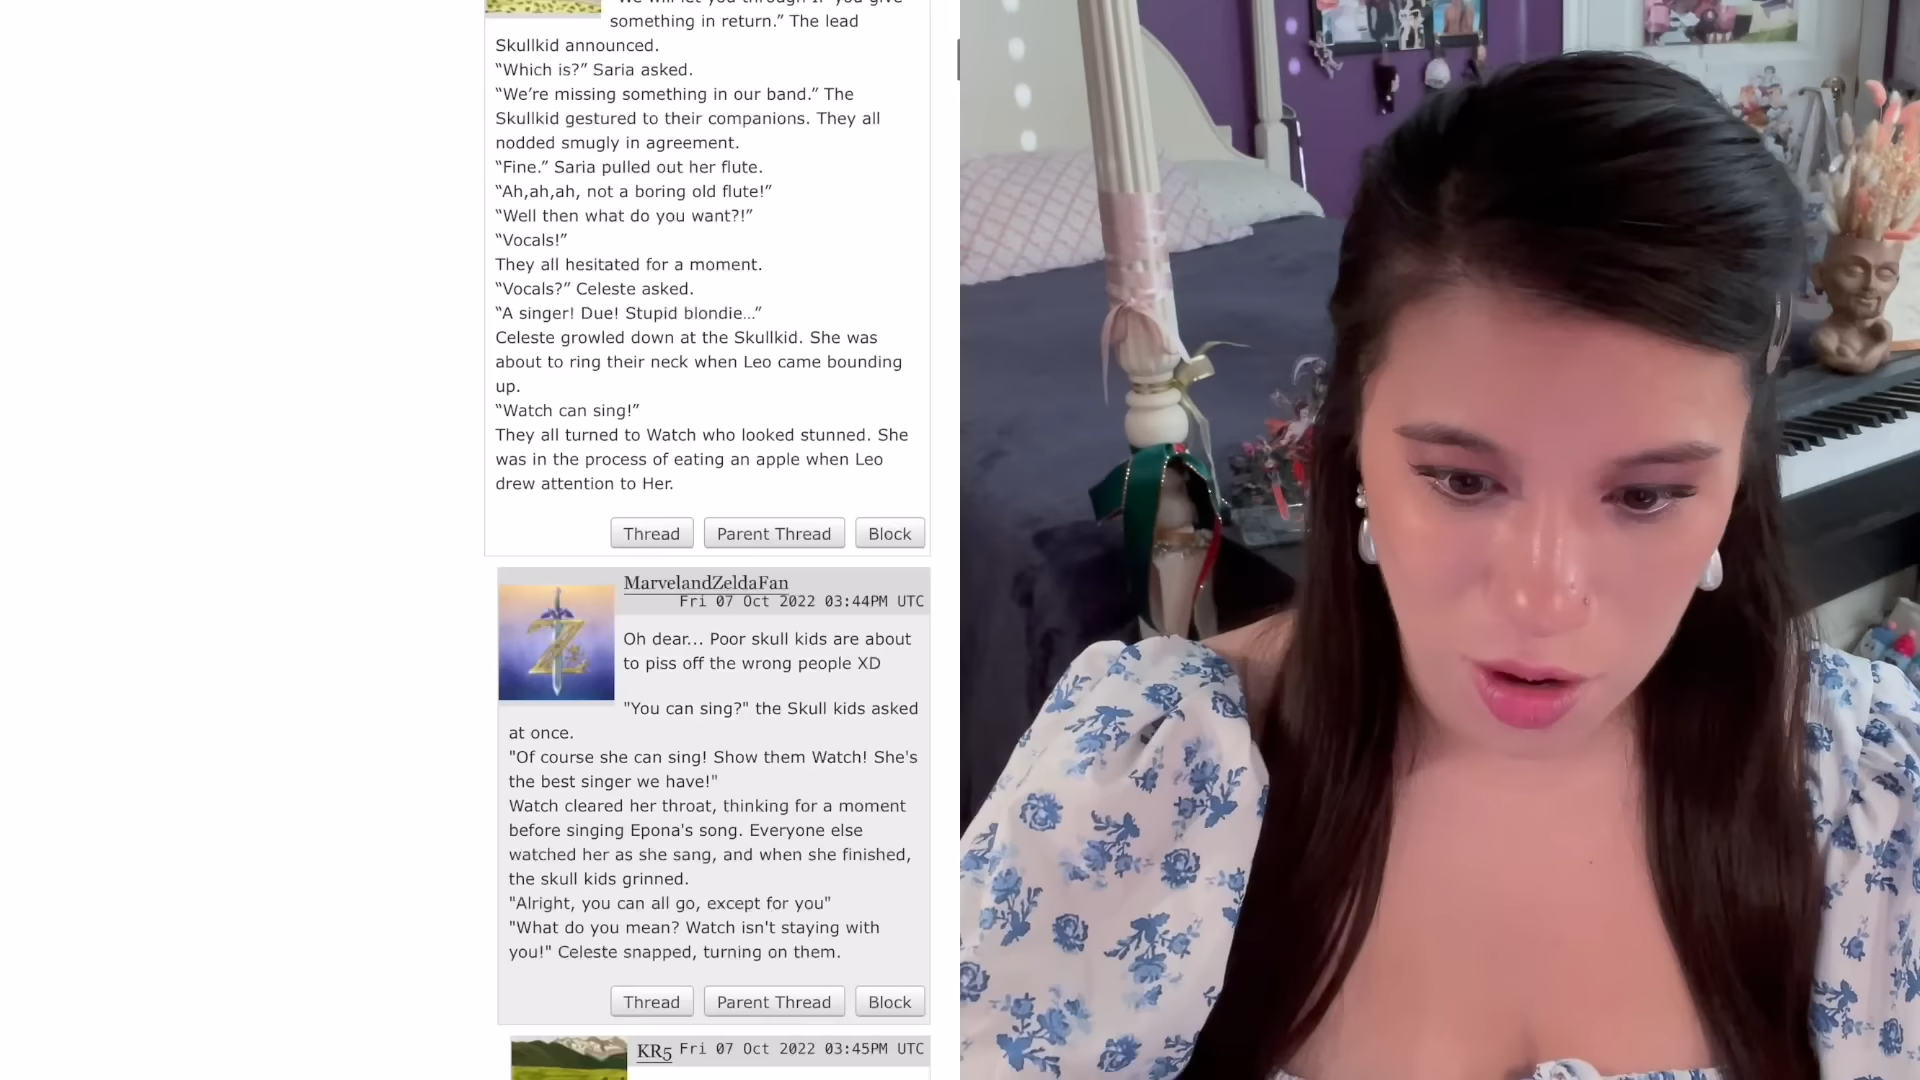 something in return.” The lead
Skullkid announced.
“Which is?” Saria asked.
“We’re missing something in our band.” The
Skullkid gestured to their companions. They all
nodded smugly in agreement.
“Fine.” Saria pulled out her flute.
“Ah,ah,ah, not a boring old flute!”
“Well then what do you want?!”
“Vocals!”
They all hesitated for a moment.
“Vocals?” Celeste asked.
“A singer! Due! Stupid blondie…”
Celeste growled down at the Skullkid. She was
about to ring their neck when Leo came bounding
up.
“Watch can sing!”
They all turned to Watch who looked stunned. She
was in the process of eating an apple when Leo
drew attention to Her.
Thread Parent Thread Block
MarvelandZeldaFan
Fri 07 Oct 2022 03:44PM UTC
Oh dear... Poor skull kids are about
to piss off the wrong people XD
"You can sing?" the Skull kids asked
at once.
"Of course she can sing! Show them Watch! She's
the best singer we have!"
Watch cleared her throat, thinking for a moment
before singing Epona's song. Everyone else
watched her as she sang, and when she finished,
the skull kids grinned.
"Alright, you can all go, except for you"
"What do you mean? Watch isn't staying with
you!" Celeste snapped, turning on them.
Thread Parent Thread Block
KR5 Fri 07 Oct 2022 03:45PM UTC